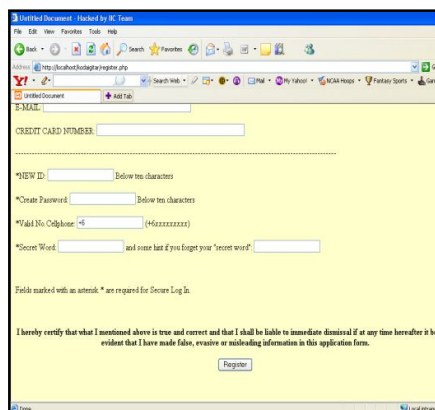 Untitled Document - Hacked by IIC Team
File Edit View Favorites Tools Help
Back Search Favorites
Address http://localhost/kodaigitar/register.php
Y! Search Web Mail My Yahoo! NCAA Hoops Fantasy Sports
Untitled Document Add Tab
E-MAIL:
CREDIT CARD NUMBER:
*NEW ID: Below ten characters
*Create Password: Below ten characters
*Valid No.Cellphone: +6 (+6xxxxxxxxxx)
*Secret Word: and some hint if you forget your "secret word":
Fields marked with an asterisk * are required for Secure Log In.
I hereby certify that what I mentioned above is true and correct and that I shall be liable to immediate dismissal if at any time hereafter it be
evident that I have made false, evasive or misleading information in this application form.
Register
Done Local intranet